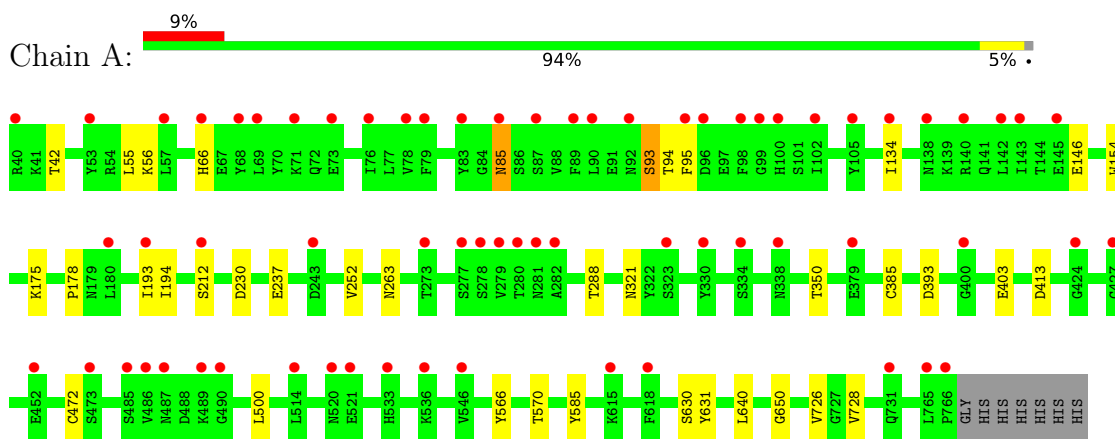 9%
Chain A:
94% 5% •
R40 K41 T42 Y53 R54 L55 K56 L57 H66 E67 Y68 L69 Y70 K71 Q72 E73 I76 L77 V78 F79 Y83 G84 N85 S86 S87 V88 F89 L90 E91 N92 S93 T94 F95 D96 E97 F98 G99 H100 S101 I102 Y105 I134 N138 K139 R140 Q141 L142 I143 T144 E145 E146 W154
K175 P178 N179 L180 I193 I194 S212 D230 E237 D243 V252 N263 T273 S277 S278 V279 T280 N281 A282 T288 N321 Y322 S323 Y330 S334 N338 T350 E379 C385 D393 G400 E403 D413 G424
E452 C472 S473 S485 V486 N487 D488 K489 G490 L500 L514 N520 E521 H533 K536 V546 Y566 T570 Y585 K615 F618 S630 Y631 L640 G650 V726 G727 V728 Q731 L765 P766 GLY HIS HIS HIS HIS HIS HIS